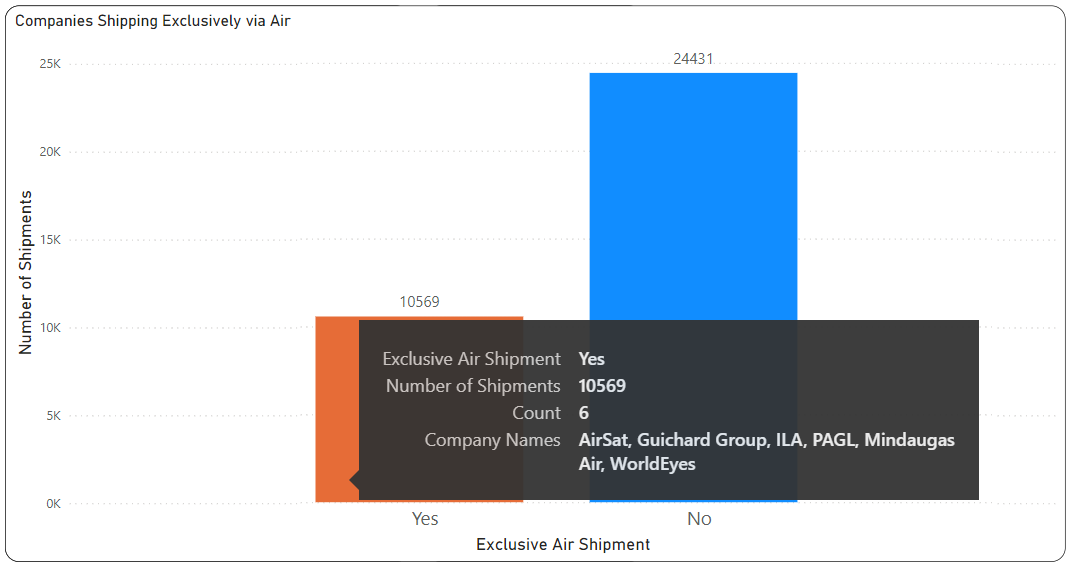 Companies Shipping Exclusively via Air
Number of Shipments
25K
20K
15K
10K
5K
0K
24431
10569
Exclusive Air Shipment Yes
Number of Shipments 10569
Count 6
Company Names AirSat, Guichard Group, ILA, PAGL, Mindaugas
Air, WorldEyes
Yes No
Exclusive Air Shipment